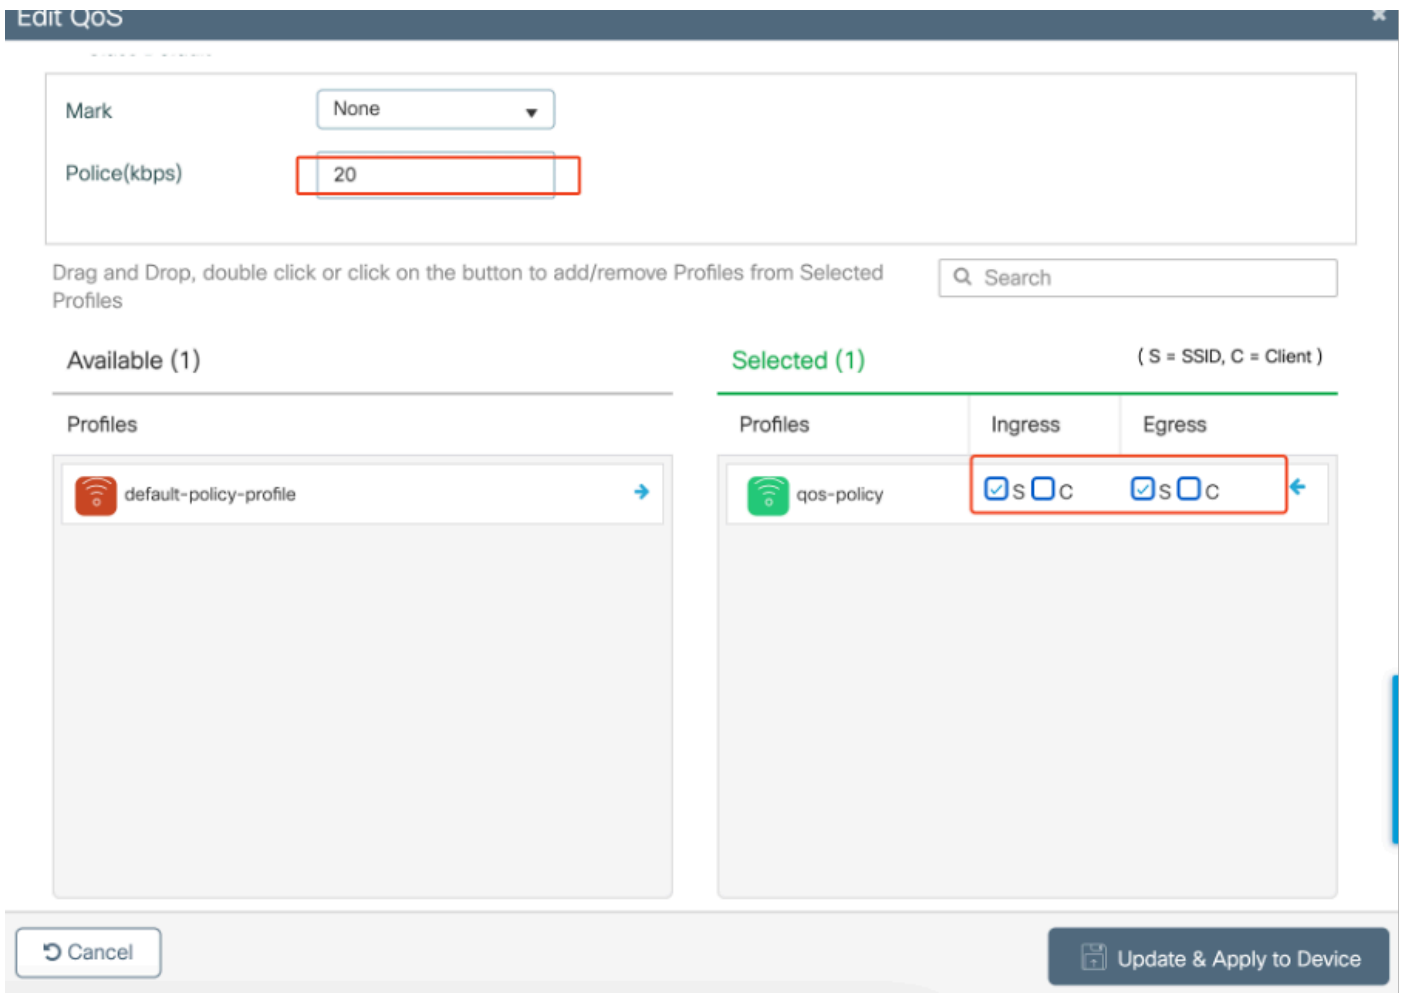 Edit QoS
Mark
None
Police(kbps)
20
Drag and Drop, double click or click on the button to add/remove Profiles from Selected
Profiles
Search
Available (1)
Selected (1)
( S = SSID, C = Client )
Profiles
Profiles
Ingress
Egress
default-policy-profile
qos-policy
S C
S C
Cancel
Update & Apply to Device